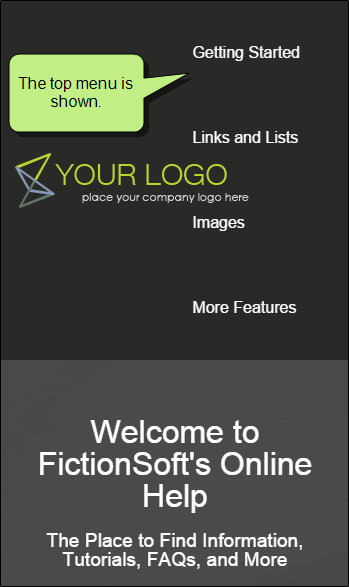 Getting Started
The top menu is
shown.
Links and Lists
YOUR LOGO
place your company logo here
Images
More Features
Welcome to
FictionSoft's Online
Help
The Place to Find Information,
Tutorials, FAQs, and More